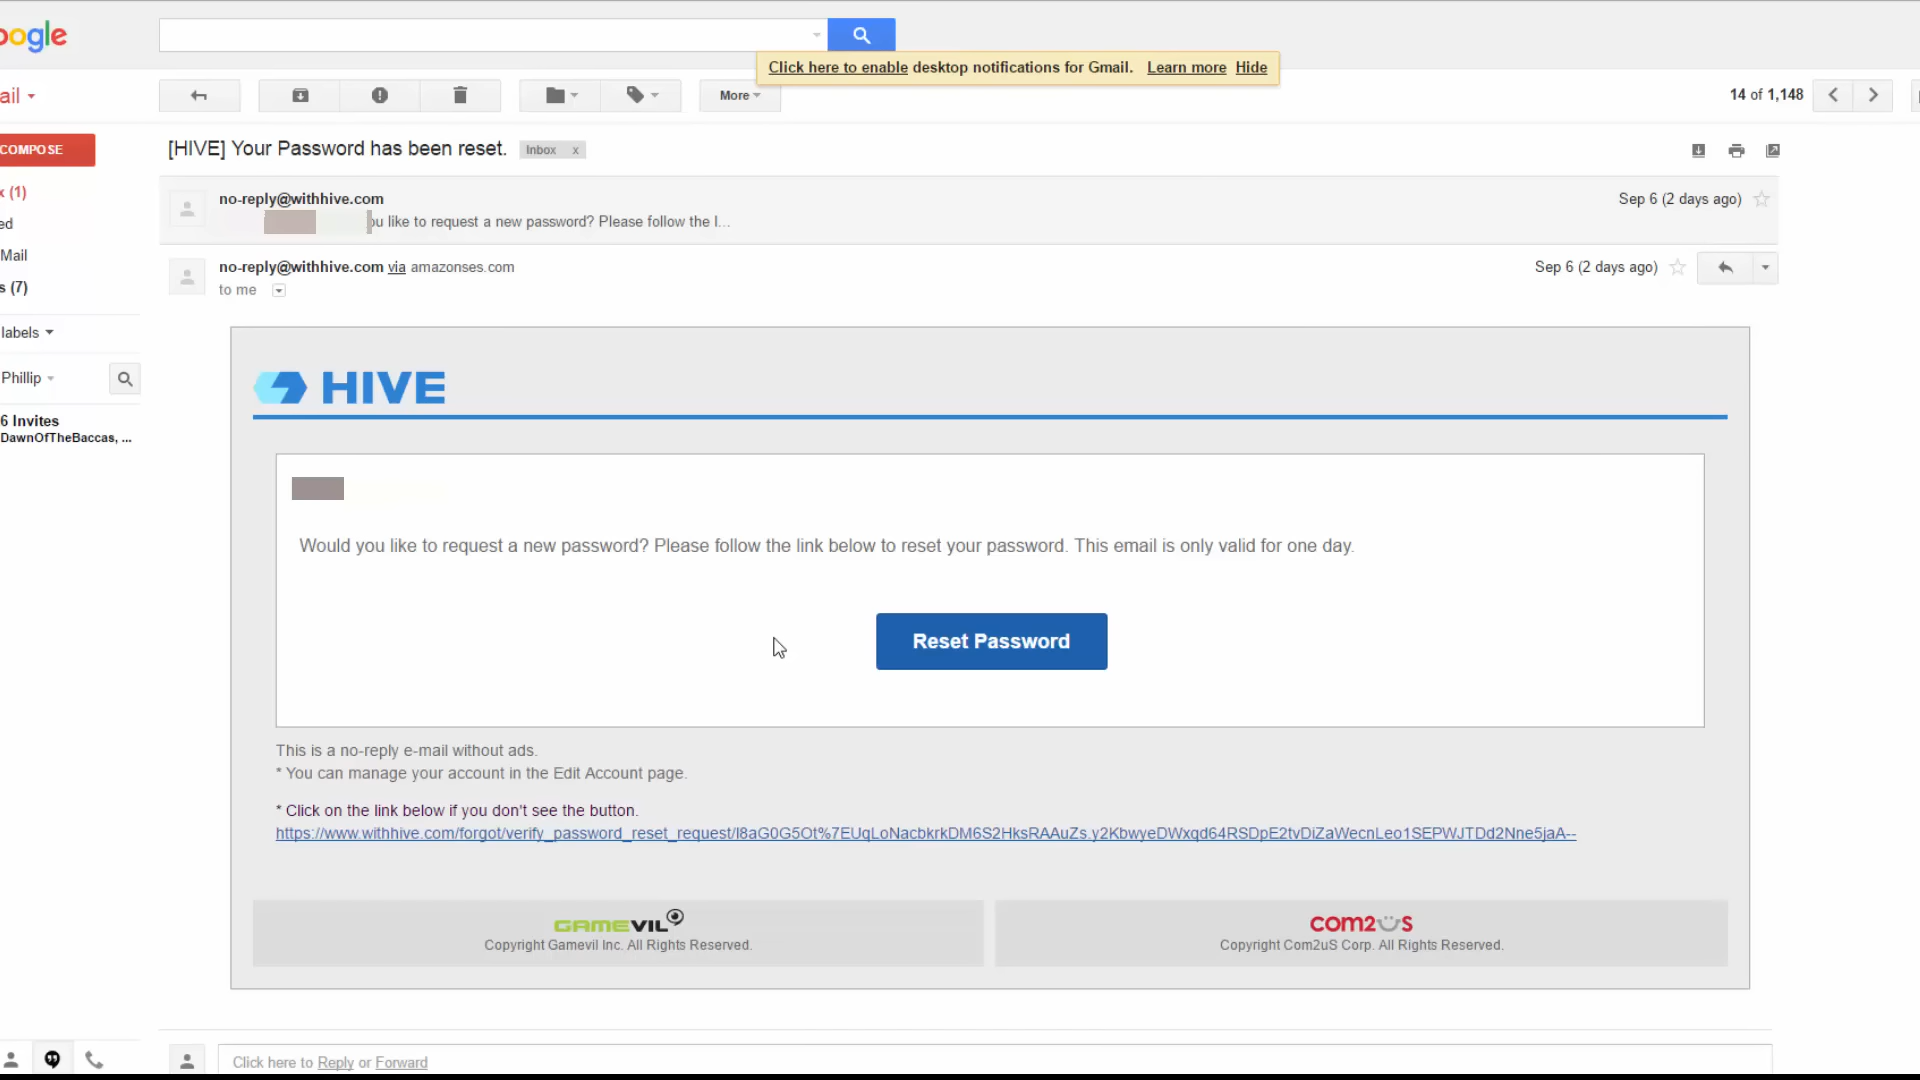 oogle
Click here to enable desktop notifications for Gmail. Learn more Hide
ail
More
14 of 1,148
COMPOSE
[HIVE] Your Password has been reset. Inbox x
x (1)
no-reply@withhive.com
Sep 6 (2 days ago)
ed
ou like to request a new password? Please follow the l...
Mail
no-reply@withhive.com via amazonses.com
Sep 6 (2 days ago)
s (7)
to me
labels
Phillip
HIVE
6 Invites
DawnOfTheBaccas, ...
Would you like to request a new password? Please follow the link below to reset your password. This email is only valid for one day.
Reset Password
This is a no-reply e-mail without ads.
* You can manage your account in the Edit Account page.
* Click on the link below if you don't see the button.
https://www.withhive.com/forgot/verify_password_reset_request/l8aG0G5Ot%7EUqLoNacbkrkDM6S2HksRAAuZs.y2KbwyeDWxqd64RSDpE2tvDiZaWecnLeo1SEPWJTDd2Nne5jaA--
GAMEVIL
Copyright Gamevil Inc. All Rights Reserved.
COM2US
Copyright Com2uS Corp. All Rights Reserved.
Click here to Reply or Forward